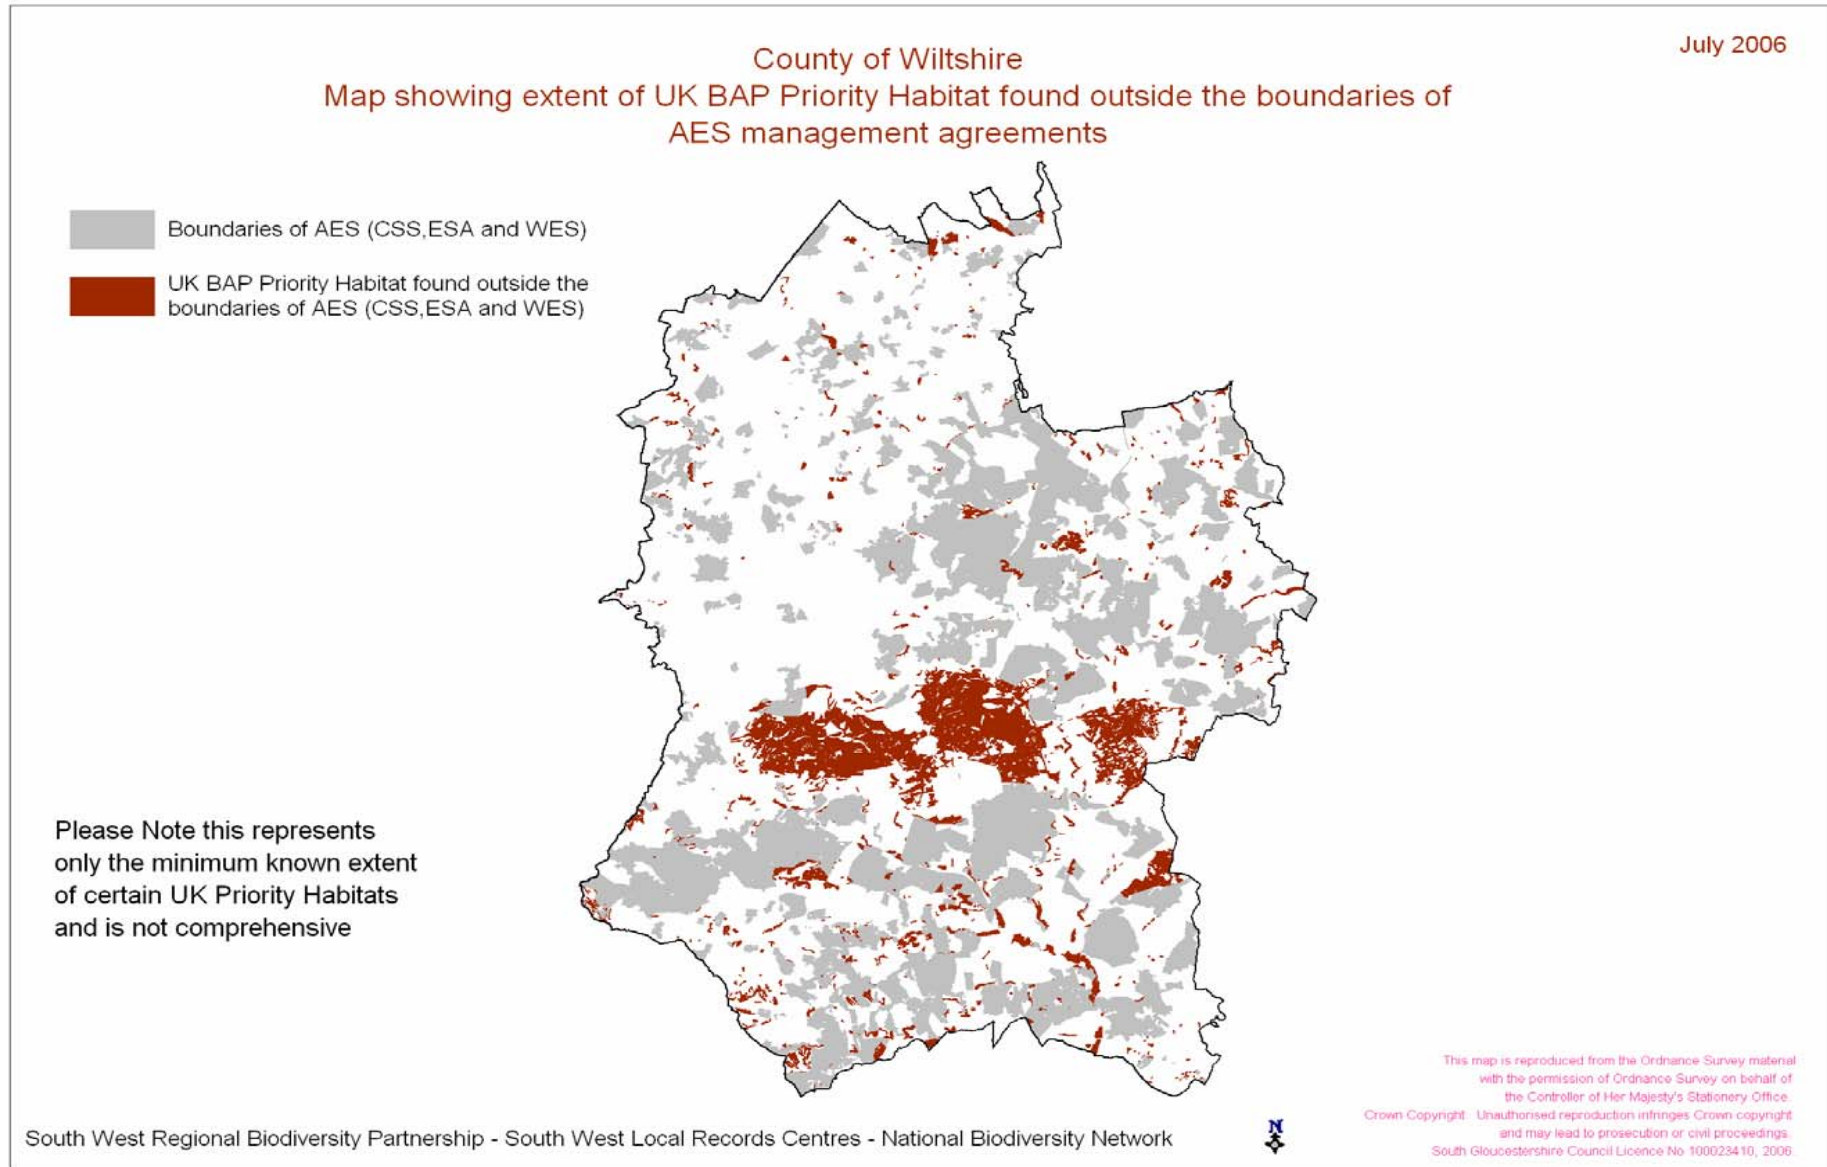 July 2006
County of Wiltshire
Map showing extent of UK BAP Priority Habitat found outside the boundaries of
AES management agreements
Boundaries of AES (CSS,ESA and WES)
UK BAP Priority Habitat found outside the
boundaries of AES (CSS,ESA and WES)
Please Note this represents
only the minimum known extent
of certain UK Priority Habitats
and is not comprehensive
This map is reproduced from the Ordnance Survey material
with the permission of Ordnance Survey on behalf of
the Controller of Her Majesty's Stationery Office.
Crown Copyright. Unauthorised reproduction infringes Crown copyright
and may lead to prosecution or civil proceedings.
South Gloucestershire Council Licence No 100023410, 2006.
South West Regional Biodiversity Partnership - South West Local Records Centres - National Biodiversity Network
N